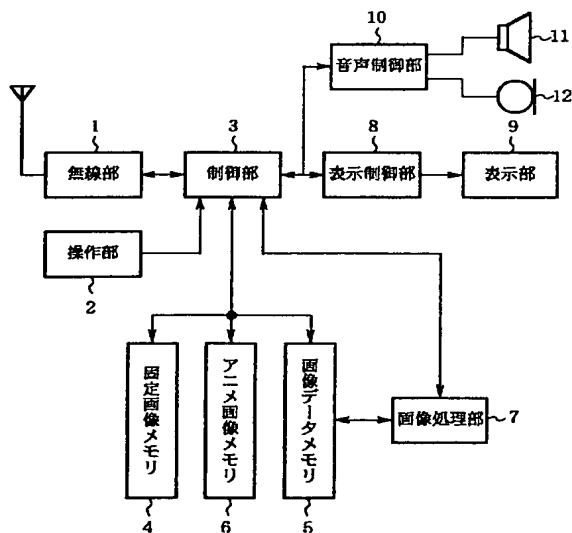 10
11
音声制御部
12
1
3
8
9
無線部
制御部
表示制御部
表示部
操作部
2
固定画像メモリ
アニメ画像メモリ
画像データメモリ
画像処理部
7
4
6
5